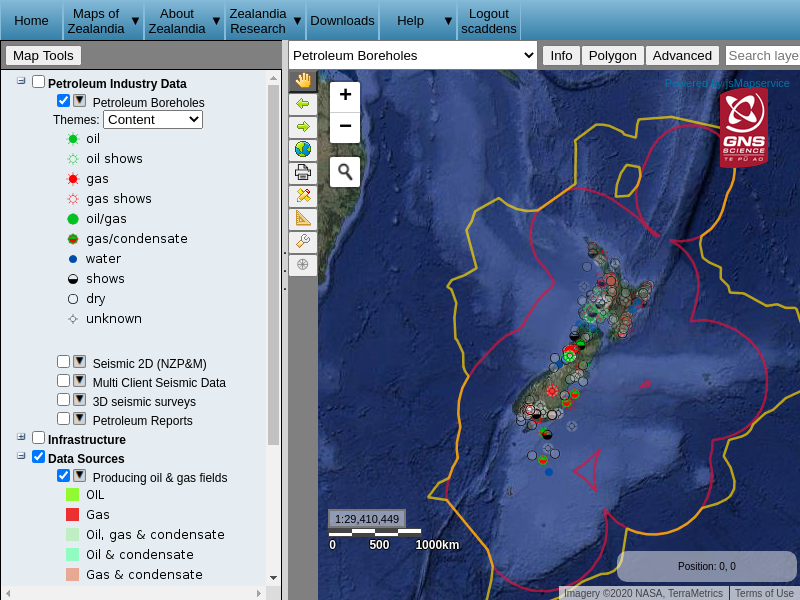 Home
Maps of Zealandia ▼
About Zealandia ▼
Zealandia Research ▼
Downloads
Help ▼
Logout scaddens
Map Tools
Petroleum Boreholes
Info
Polygon
Advanced
Search laye
Petroleum Industry Data
Petroleum Boreholes
Themes: Content
oil
oil shows
gas
gas shows
oil/gas
gas/condensate
water
shows
dry
unknown
Seismic 2D (NZP&M)
Multi Client Seismic Data
3D seismic surveys
Petroleum Reports
Infrastructure
Data Sources
Producing oil & gas fields
OIL
Gas
Oil, gas & condensate
Oil & condensate
Gas & condensate
+
−
Powered by jsMapservice
GNS
SCIENCE
TE PŪ AO
1:29,410,449
0 500 1000km
Position: 0, 0
Imagery ©2020 NASA, TerraMetrics
Terms of Use